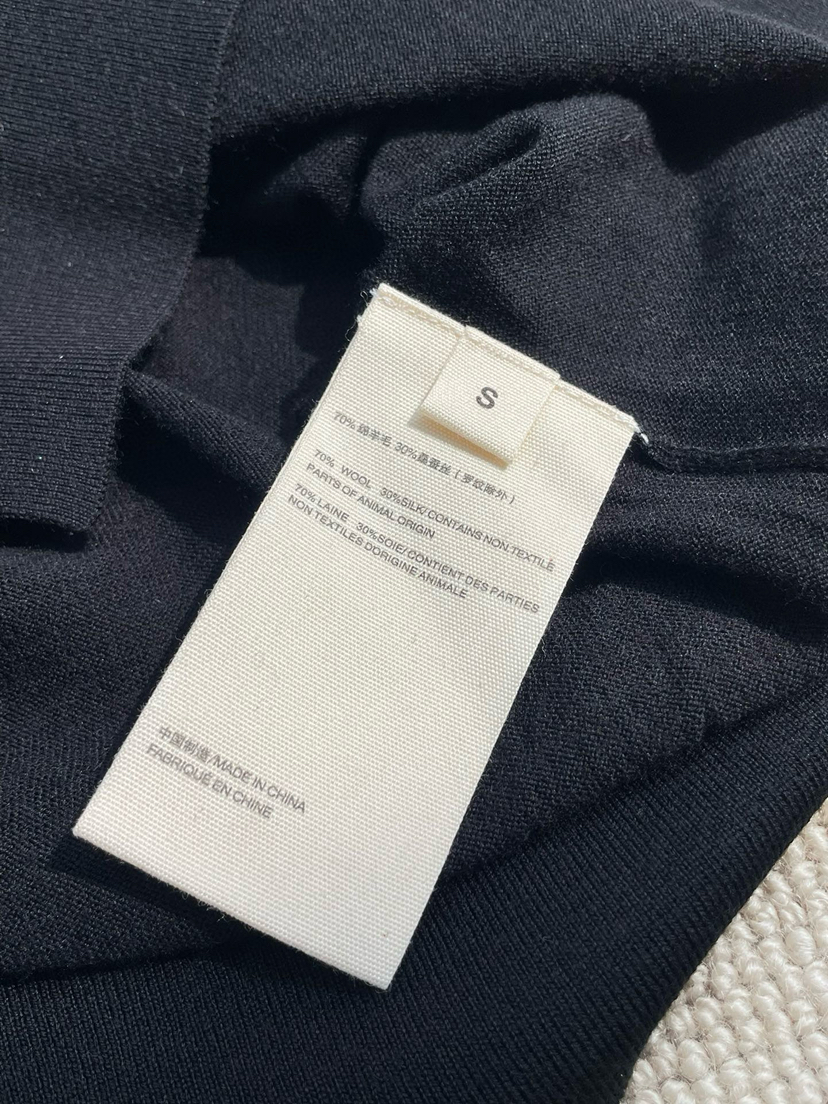 S
70% 绵羊毛 30%桑蚕丝 ( 罗纹除外 )
70% WOOL 30%SILK/ CONTAINS NON TEXTILE
PARTS OF ANIMAL ORIGIN
70% LAINE 30%SOIE/ CONTIENT DES PARTIES
NON TEXTILES DORIGINE ANIMALE
中国制造/MADE IN CHINA
FABRIQUÉ EN CHINE